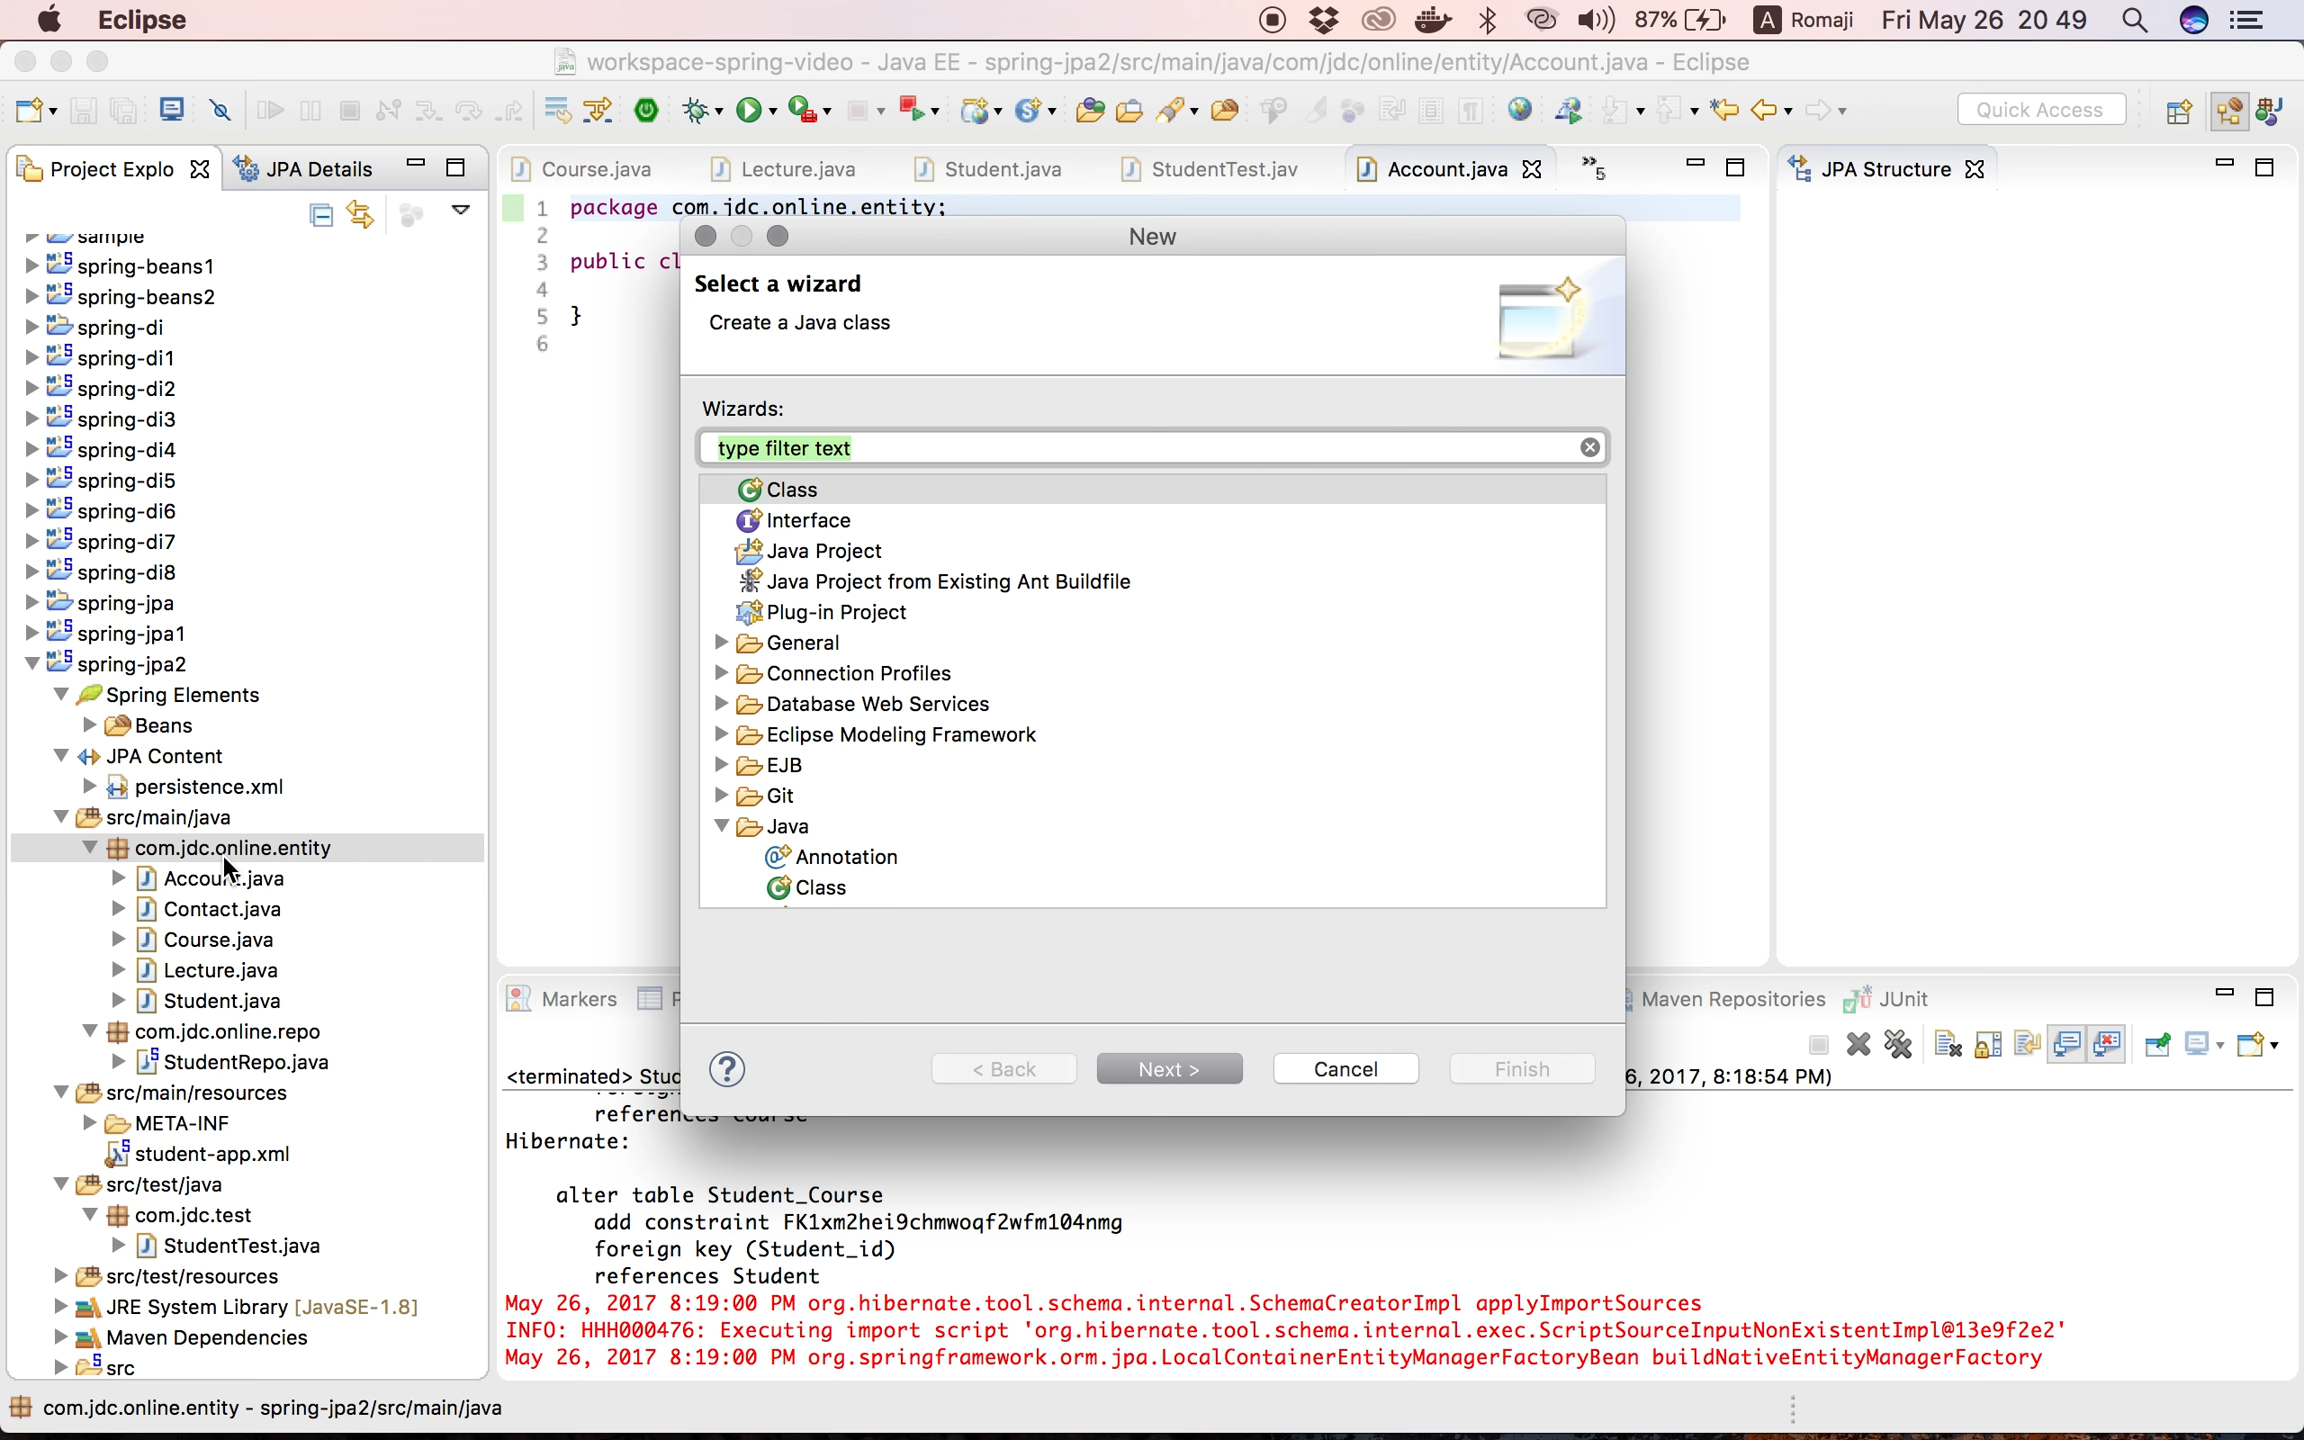 Eclipse
87%
A Romaji
Fri May 26 20 49
workspace-spring-video - Java EE - spring-jpa2/src/main/java/com/jdc/online/entity/Account.java - Eclipse
Quick Access
Project Explo
JPA Details
Course.java
Lecture.java
Student.java
StudentTest.jav
Account.java
»5
JPA Structure
sample
spring-beans1
spring-beans2
spring-di
spring-di1
spring-di2
spring-di3
spring-di4
spring-di5
spring-di6
spring-di7
spring-di8
spring-jpa
spring-jpa1
spring-jpa2
Spring Elements
Beans
JPA Content
persistence.xml
src/main/java
com.jdc.online.entity
Account.java
Contact.java
Course.java
Lecture.java
Student.java
com.jdc.online.repo
StudentRepo.java
src/main/resources
META-INF
student-app.xml
src/test/java
com.jdc.test
StudentTest.java
src/test/resources
JRE System Library [JavaSE-1.8]
Maven Dependencies
src
1 package com.jdc.online.entity;
2
3 public cl
4
5 }
6
New
Select a wizard
Create a Java class
Wizards:
type filter text
Class
Interface
Java Project
Java Project from Existing Ant Buildfile
Plug-in Project
General
Connection Profiles
Database Web Services
Eclipse Modeling Framework
EJB
Git
Java
Annotation
Class
?
< Back
Next >
Cancel
Finish
Markers
P
Maven Repositories
JUnit
<terminated> Stud
6, 2017, 8:18:54 PM)
references Course
Hibernate:
alter table Student_Course
add constraint FK1xm2hei9chmwoqf2wfm104nmg
foreign key (Student_id)
references Student
May 26, 2017 8:19:00 PM org.hibernate.tool.schema.internal.SchemaCreatorImpl applyImportSources
INFO: HHH000476: Executing import script 'org.hibernate.tool.schema.internal.exec.ScriptSourceInputNonExistentImpl@13e9f2e2'
May 26, 2017 8:19:00 PM org.springframework.orm.jpa.LocalContainerEntityManagerFactoryBean buildNativeEntityManagerFactory
com.jdc.online.entity - spring-jpa2/src/main/java